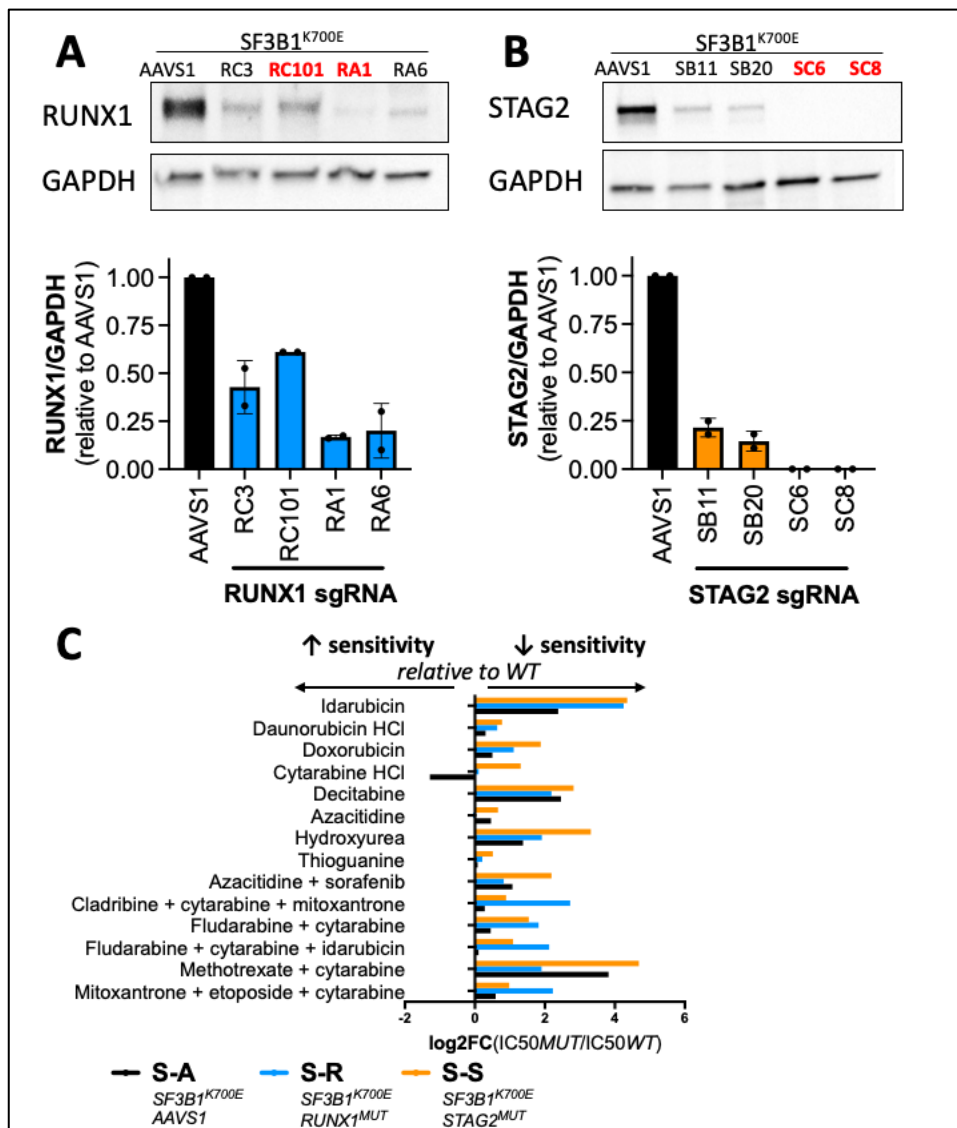 A
SF3B1K700E
AAVS1 RC3 RC101 RA1 RA6
RUNX1
GAPDH
RUNX1/GAPDH
(relative to AAVS1)
1.00
0.75
0.50
0.25
0.00
AAVS1
RC3
RC101
RA1
RA6
RUNX1 sgRNA
B
SF3B1K700E
AAVS1 SB11 SB20 SC6 SC8
STAG2
GAPDH
STAG2/GAPDH
(relative to AAVS1)
1.00
0.75
0.50
0.25
0.00
AAVS1
SB11
SB20
SC6
SC8
STAG2 sgRNA
C
↑ sensitivity ↓ sensitivity
relative to WT
Idarubicin
Daunorubicin HCl
Doxorubicin
Cytarabine HCl
Decitabine
Azacitidine
Hydroxyurea
Thioguanine
Azacitidine + sorafenib
Cladribine + cytarabine + mitoxantrone
Fludarabine + cytarabine
Fludarabine + cytarabine + idarubicin
Methotrexate + cytarabine
Mitoxantrone + etoposide + cytarabine
-2 0 2 4 6
log2FC(IC50MUT/IC50WT)
S-A
SF3B1K700E
AAVS1
S-R
SF3B1K700E
RUNX1MUT
S-S
SF3B1K700E
STAG2MUT